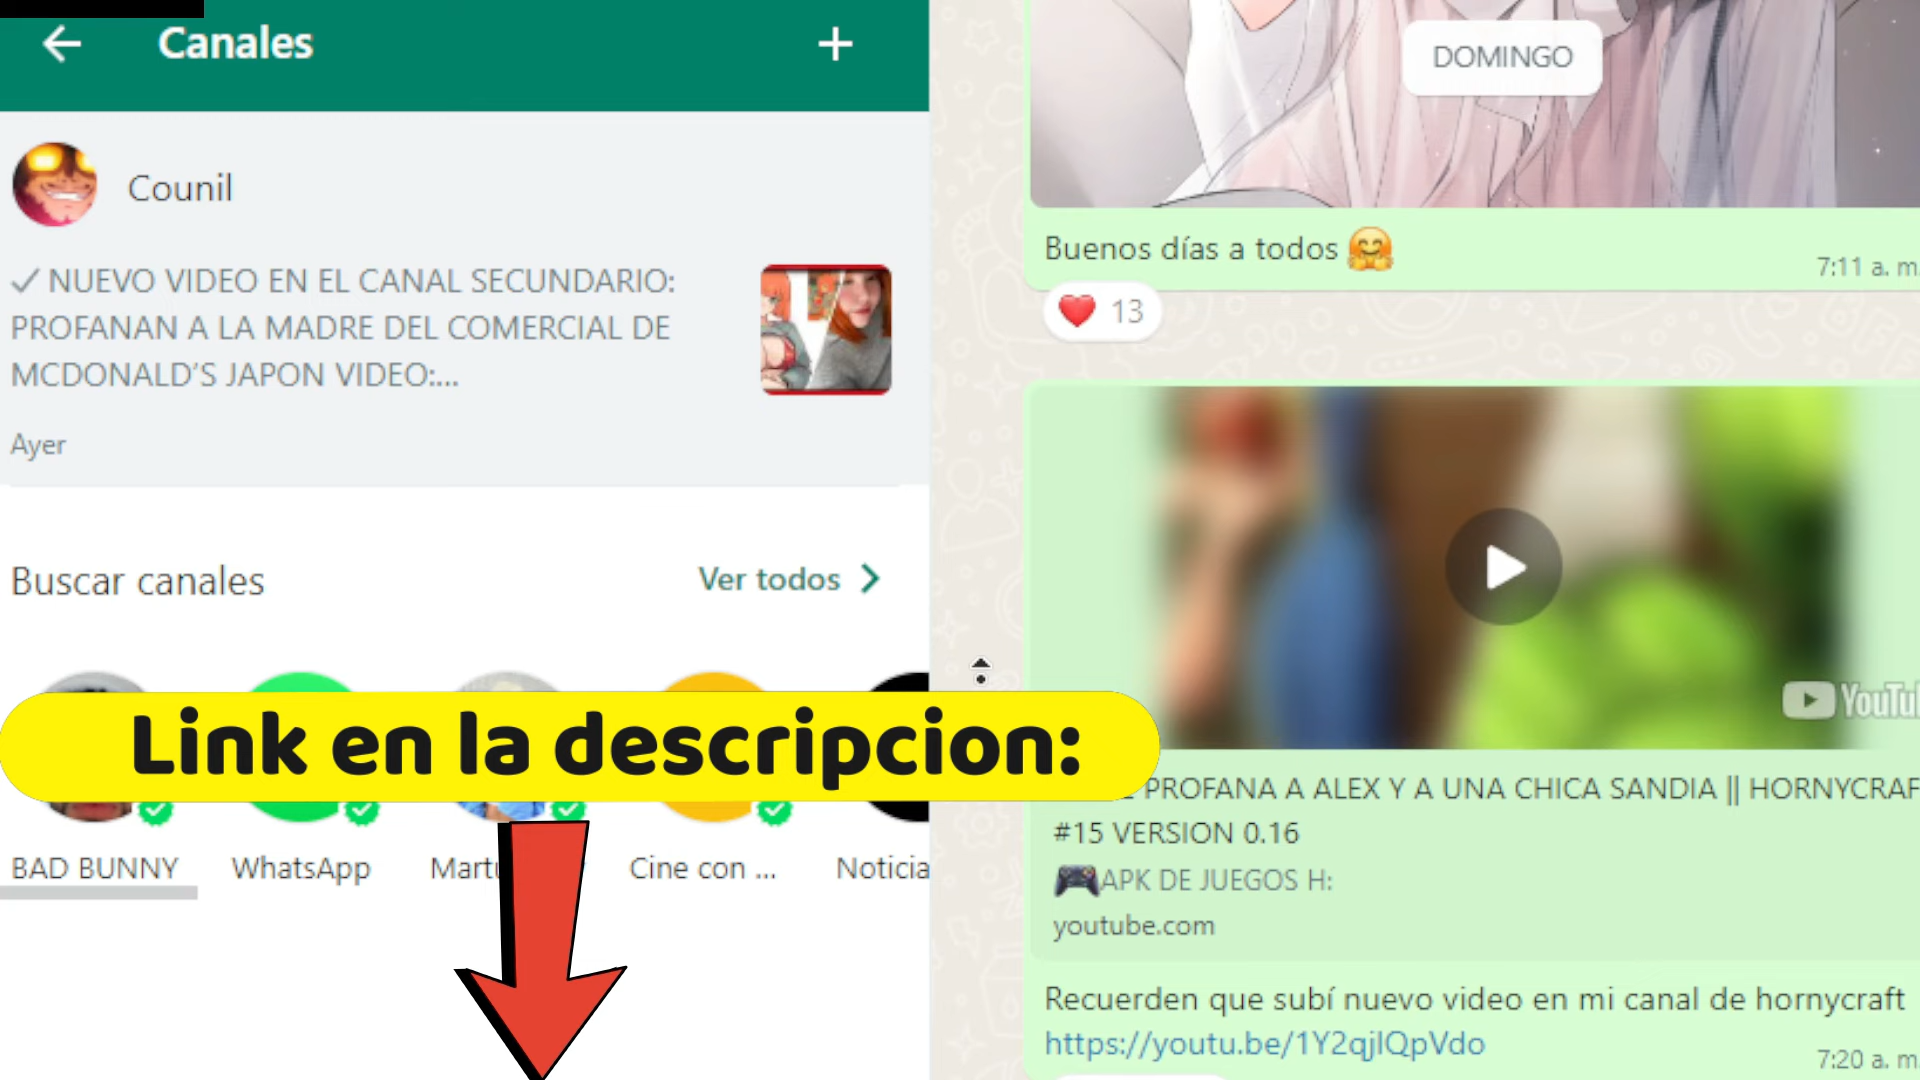 Canales
Counil
NUEVO VIDEO EN EL CANAL SECUNDARIO:
PROFANAN A LA MADRE DEL COMERCIAL DE
MCDONALD'S JAPON VIDEO:...
Ayer
Buscar canales
Ver todos
Link en la descripcion:
BAD BUNNY
WhatsApp
Cine con ...
Noticia
DOMINGO
Buenos días a todos 🤗
7:11 a. m.
❤️ 13
YouTu
PROFANA A ALEX Y A UNA CHICA SANDIA || HORNYCRAF
#15 VERSION 0.16
🎮APK DE JUEGOS H:
youtube.com
Recuerden que subí nuevo video en mi canal de hornycraft
https://youtu.be/1Y2qjlQpVdo
7:20 a. m.